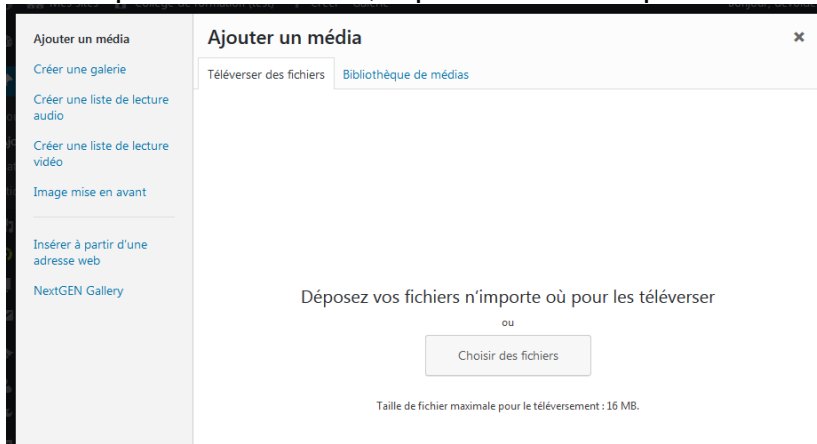 Ajouter un média
Créer une galerie
Créer une liste de lecture
audio
Créer une liste de lecture
vidéo
Image mise en avant
Insérer à partir d'une
adresse web
NextGEN Gallery
Ajouter un média
Téléverser des fichiers
Bibliothèque de médias
Déposez vos fichiers n’importe où pour les téléverser
ou
Choisir des fichiers
Taille de fichier maximale pour le téléversement : 16 MB.